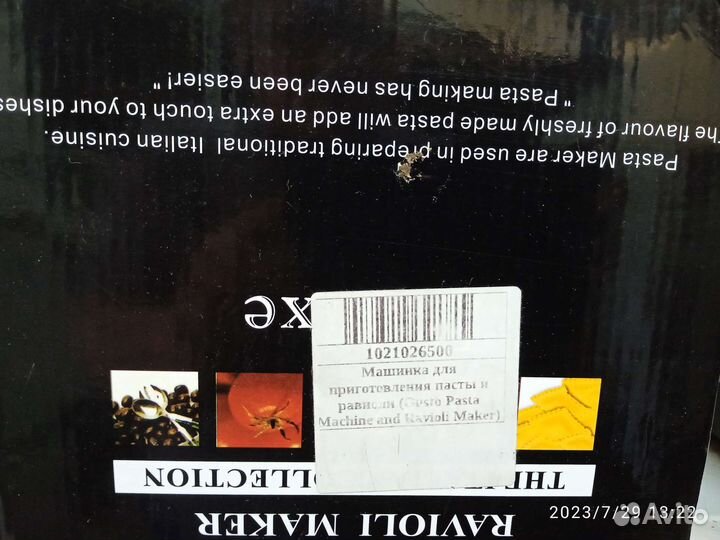 RAVIOLI MAKER
THE COLLECTION
xe
Pasta Maker are used in preparing traditional Italian cuisine.
The flavour of freshly made pasta will add an extra touch to your dishes
" Pasta making has never been easier! "
1021026500
Машинка для
приготовления пасты и
равиоли (Gusto Pasta
Machine and Ravioli Maker)
2023/7/29 13:22
Avito